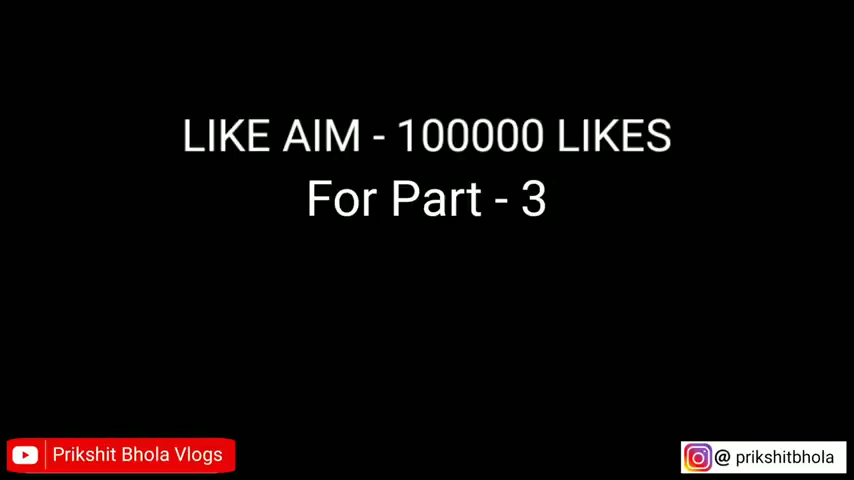 LIKE AIM - 100000 LIKES
For Part - 3
Prikshit Bhola Vlogs
@ prikshitbhola